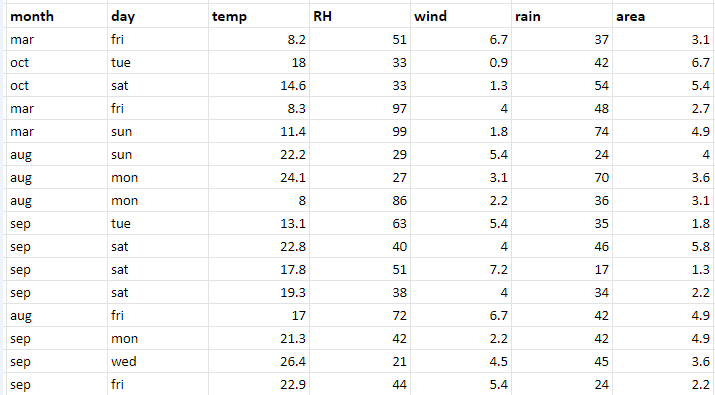 month day temp RH wind rain area
mar fri 8.2 51 6.7 37 3.1
oct tue 18 33 0.9 42 6.7
oct sat 14.6 33 1.3 54 5.4
mar fri 8.3 97 4 48 2.7
mar sun 11.4 99 1.8 74 4.9
aug sun 22.2 29 5.4 24 4
aug mon 24.1 27 3.1 70 3.6
aug mon 8 86 2.2 36 3.1
sep tue 13.1 63 5.4 35 1.8
sep sat 22.8 40 4 46 5.8
sep sat 17.8 51 7.2 17 1.3
sep sat 19.3 38 4 34 2.2
aug fri 17 72 6.7 42 4.9
sep mon 21.3 42 2.2 42 4.9
sep wed 26.4 21 4.5 45 3.6
sep fri 22.9 44 5.4 24 2.2